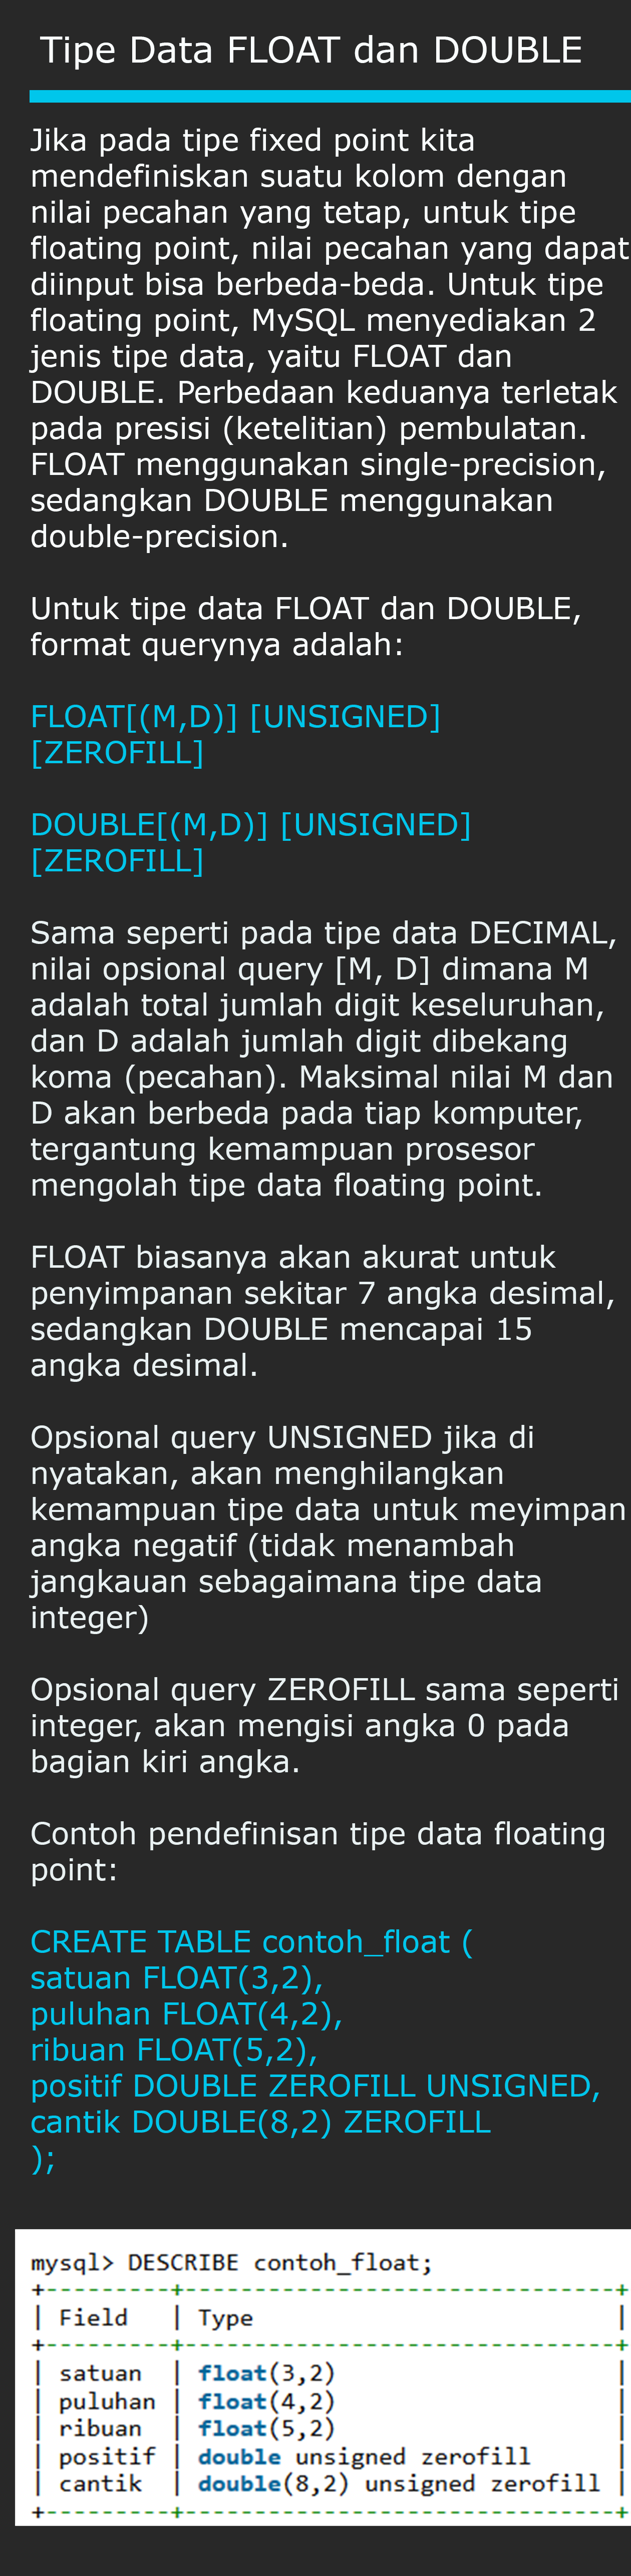 Tipe Data FLOAT dan DOUBLE
Jika pada tipe fixed point kita
mendefiniskan suatu kolom dengan
nilai pecahan yang tetap, untuk tipe
floating point, nilai pecahan yang dapat
diinput bisa berbeda-beda. Untuk tipe
floating point, MySQL menyediakan 2
jenis tipe data, yaitu FLOAT dan
DOUBLE. Perbedaan keduanya terletak
pada presisi (ketelitian) pembulatan.
FLOAT menggunakan single-precision,
sedangkan DOUBLE menggunakan
double-precision.
Untuk tipe data FLOAT dan DOUBLE,
format querynya adalah:
FLOAT[(M,D)] [UNSIGNED]
[ZEROFILL]
DOUBLE[(M,D)] [UNSIGNED]
[ZEROFILL]
Sama seperti pada tipe data DECIMAL,
nilai opsional query [M, D] dimana M
adalah total jumlah digit keseluruhan,
dan D adalah jumlah digit dibekang
koma (pecahan). Maksimal nilai M dan
D akan berbeda pada tiap komputer,
tergantung kemampuan prosesor
mengolah tipe data floating point.
FLOAT biasanya akan akurat untuk
penyimpanan sekitar 7 angka desimal,
sedangkan DOUBLE mencapai 15
angka desimal.
Opsional query UNSIGNED jika di
nyatakan, akan menghilangkan
kemampuan tipe data untuk meyimpan
angka negatif (tidak menambah
jangkauan sebagaimana tipe data
integer)
Opsional query ZEROFILL sama seperti
integer, akan mengisi angka 0 pada
bagian kiri angka.
Contoh pendefinisan tipe data floating
point:
CREATE TABLE contoh_float (
satuan FLOAT(3,2),
puluhan FLOAT(4,2),
ribuan FLOAT(5,2),
positif DOUBLE ZEROFILL UNSIGNED,
cantik DOUBLE(8,2) ZEROFILL
);
mysql> DESCRIBE contoh_float;
+---------+-------------------------------+
| Field | Type |
+---------+-------------------------------+
| satuan | float(3,2) |
| puluhan | float(4,2) |
| ribuan | float(5,2) |
| positif | double unsigned zerofill |
| cantik | double(8,2) unsigned zerofill |
+---------+-------------------------------+